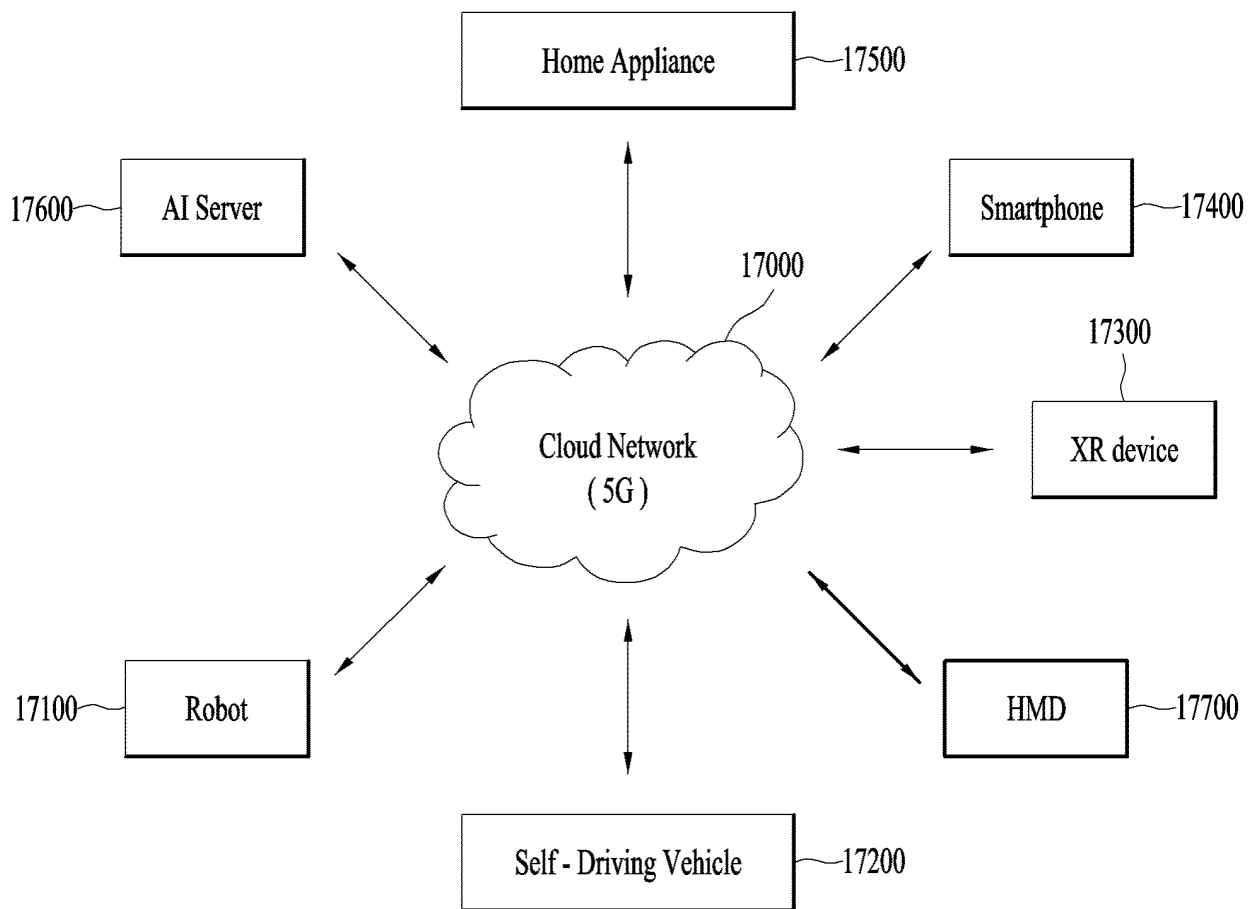 Home Appliance
17500
17600
AI Server
Smartphone
17400
17000
17300
Cloud Network
( 5G )
XR device
17100
Robot
HMD
17700
Self - Driving Vehicle
17200